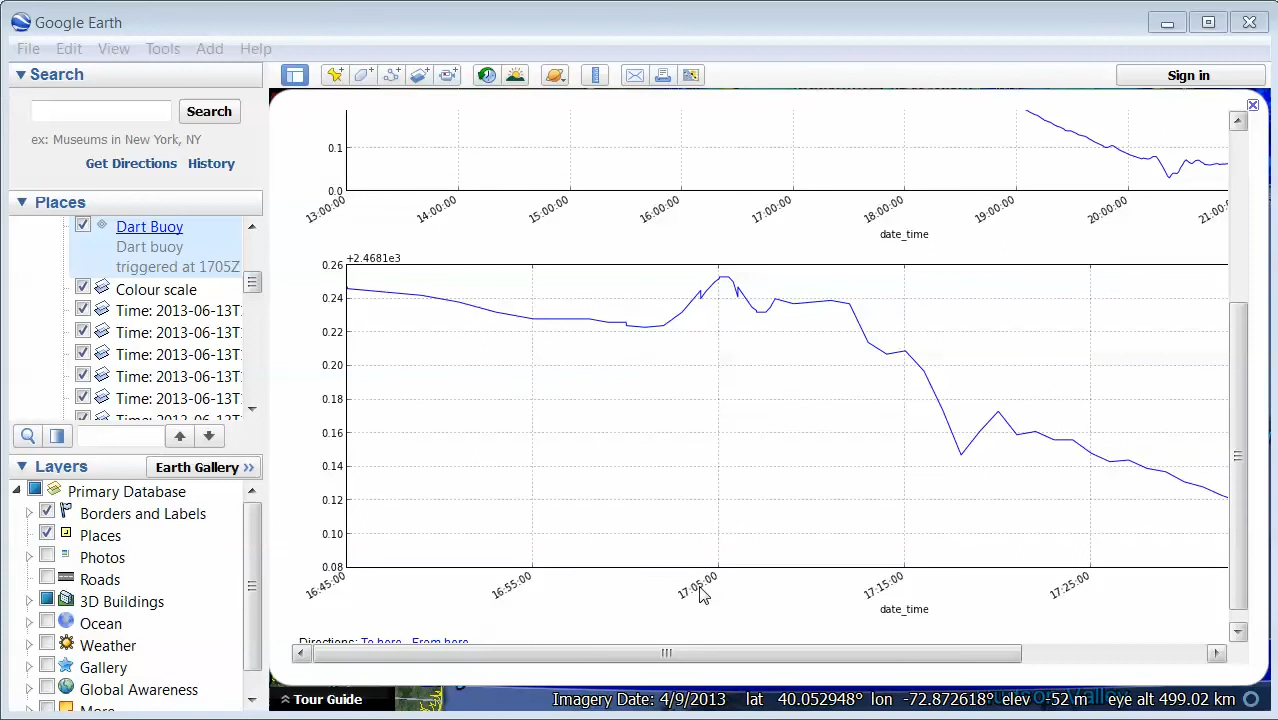 Google Earth
File Edit View Tools Add Help
Search
Sign in
Search
ex: Museums in New York, NY
Get Directions History
Places
Dart Buoy
Dart buoy
triggered at 1705Z
Colour scale
Time: 2013-06-13T
Time: 2013-06-13T
Time: 2013-06-13T
Time: 2013-06-13T
Time: 2013-06-13T
Time: 2013-06-13T
Layers
Earth Gallery >>
Primary Database
Borders and Labels
Places
Photos
Roads
3D Buildings
Ocean
Weather
Gallery
Global Awareness
More
0.1
0.0
13:00:00 14:00:00 15:00:00 16:00:00 17:00:00 18:00:00 19:00:00 20:00:00 21:00:
date_time
+2.4681e3
0.26
0.24
0.22
0.20
0.18
0.16
0.14
0.12
0.10
0.08
16:45:00 16:55:00 17:05:00 17:15:00 17:25:00
date_time
Directions: To here - From here
Tour Guide
Imagery Date: 4/9/2013 lat 40.052948° lon -72.872618° elev -52 m eye alt 499.02 km